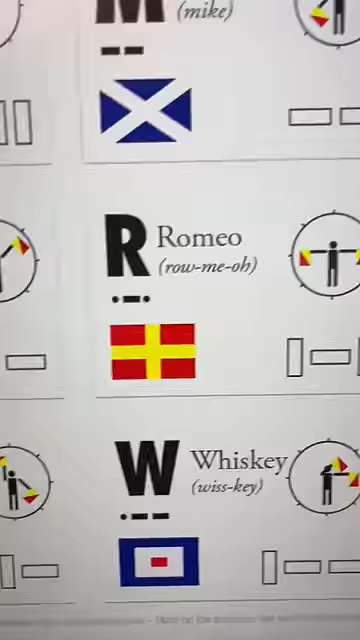 M
(mike)
R Romeo
(row-me-oh)
W Whiskey
(wiss-key)